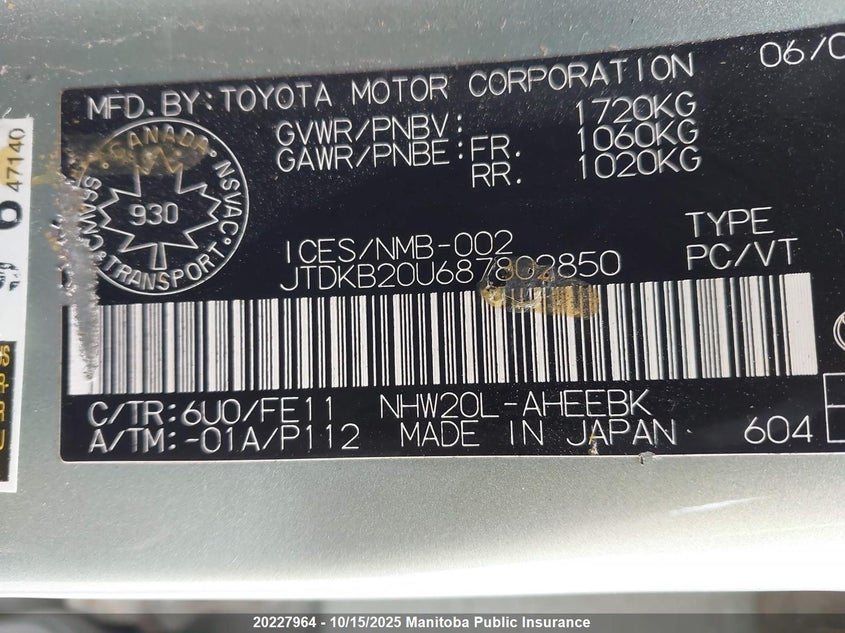 06/0
MFD.BY:TOYOTA MOTOR CORPORATION
GVWR/PNBV: 1720KG
GAWR/PNBE:FR. 1060KG
RR. 1020KG
CANADA
NSVAC
TRANSPORT
930
ICES/NMB-002
TYPE
JTDKB20U687802850
PC/VT
C/TR:6U0/FE11 NHW20L-AHEEBK
A/TM:-01A/P112 MADE IN JAPAN 604
47140
20227964 - 10/15/2025 Manitoba Public Insurance